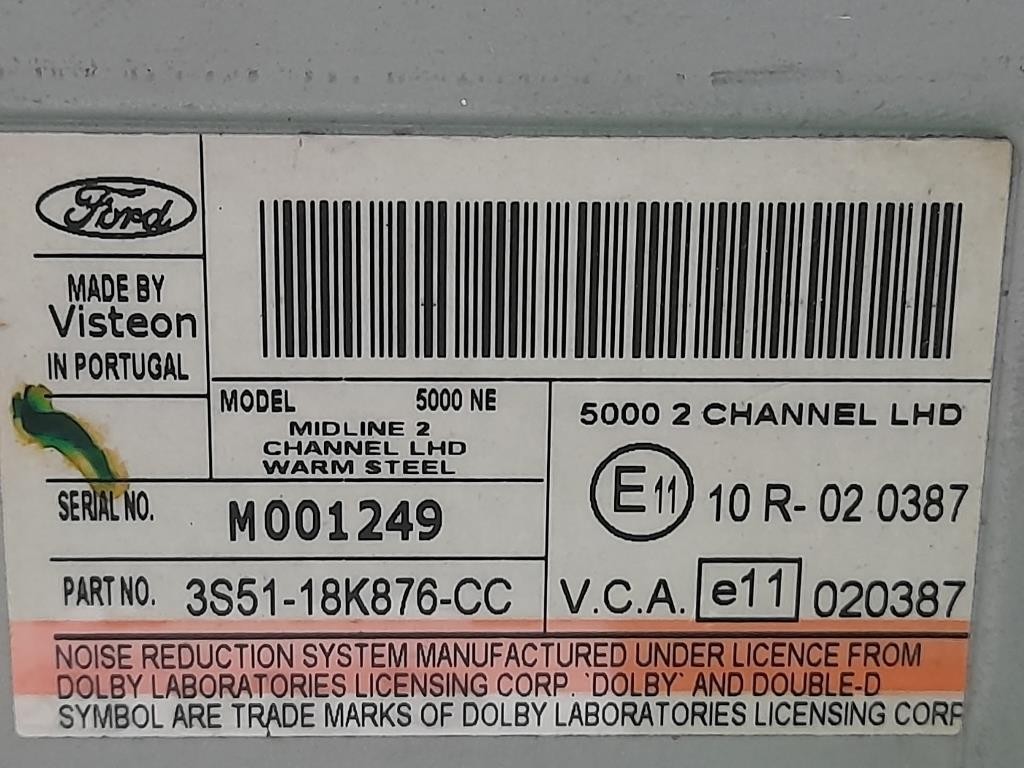 Ford
MADE BY
Visteon
IN PORTUGAL
MODEL 5000 NE
MIDLINE 2
CHANNEL LHD
WARM STEEL
5000 2 CHANNEL LHD
E11 10 R- 02 0387
SERIAL NO. M001249
PART NO. 3S51-18K876-CC
V.C.A. e11 020387
NOISE REDUCTION SYSTEM MANUFACTURED UNDER LICENCE FROM
DOLBY LABORATORIES LICENSING CORP. `DOLBY` AND DOUBLE-D
SYMBOL ARE TRADE MARKS OF DOLBY LABORATORIES LICENSING CORP